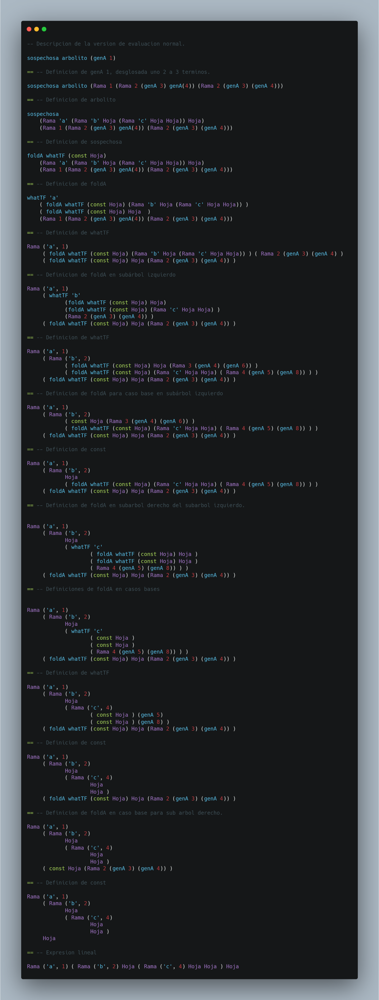 -- Descripcion de la version de evaluacion normal.
sospechosa arbolito (genA 1)
== -- Definicion de genA 1, desglosada uno 2 a 3 terminos.
sospechosa arbolito (Rama 1 (Rama 2 (genA 3) genA(4)) (Rama 2 (genA 3) (genA 4)))
== -- Definicion de arbolito
sospechosa
(Rama 'a' (Rama 'b' Hoja (Rama 'c' Hoja Hoja)) Hoja)
(Rama 1 (Rama 2 (genA 3) genA(4)) (Rama 2 (genA 3) (genA 4)))
== -- Definicion de sospechosa
foldA whatTF (const Hoja)
(Rama 'a' (Rama 'b' Hoja (Rama 'c' Hoja Hoja)) Hoja)
(Rama 1 (Rama 2 (genA 3) genA(4)) (Rama 2 (genA 3) (genA 4)))
== -- Definicion de foldA
whatTF 'a'
( foldA whatTF (const Hoja) (Rama 'b' Hoja (Rama 'c' Hoja Hoja)) )
( foldA whatTF (const Hoja) Hoja  )
(Rama 1 (Rama 2 (genA 3) genA(4)) (Rama 2 (genA 3) (genA 4)))
== -- Definición de whatTF
Rama ('a', 1)
( foldA whatTF (const Hoja) (Rama 'b' Hoja (Rama 'c' Hoja Hoja)) ) ( Rama 2 (genA 3) (genA 4) )
( foldA whatTF (const Hoja) Hoja (Rama 2 (genA 3) (genA 4)) )
== -- Definicion de foldA en subárbol izquierdo
Rama ('a', 1)
( whatTF 'b'
(foldA whatTF (const Hoja) Hoja)
(foldA whatTF (const Hoja) (Rama 'c' Hoja Hoja) )
(Rama 2 (genA 3) (genA 4)) )
( foldA whatTF (const Hoja) Hoja (Rama 2 (genA 3) (genA 4)) )
== -- Definicion de whatTF
Rama ('a', 1)
( Rama ('b', 2)
( foldA whatTF (const Hoja) Hoja (Rama 3 (genA 4) (genA 6)) )
( foldA whatTF (const Hoja) (Rama 'c' Hoja Hoja) ( Rama 4 (genA 5) (genA 8)) ) )
( foldA whatTF (const Hoja) Hoja (Rama 2 (genA 3) (genA 4)) )
== -- Definicion de foldA para caso base en subárbol izquierdo
Rama ('a', 1)
( Rama ('b', 2)
( const Hoja (Rama 3 (genA 4) (genA 6)) )
( foldA whatTF (const Hoja) (Rama 'c' Hoja Hoja) ( Rama 4 (genA 5) (genA 8)) ) )
( foldA whatTF (const Hoja) Hoja (Rama 2 (genA 3) (genA 4)) )
== -- Definicion de const
Rama ('a', 1)
( Rama ('b', 2)
Hoja
( foldA whatTF (const Hoja) (Rama 'c' Hoja Hoja) ( Rama 4 (genA 5) (genA 8)) ) )
( foldA whatTF (const Hoja) Hoja (Rama 2 (genA 3) (genA 4)) )
== -- Definicion de foldA en subarbol derecho del subarbol izquierdo.
Rama ('a', 1)
( Rama ('b', 2)
Hoja
( whatTF 'c'
( foldA whatTF (const Hoja) Hoja )
( foldA whatTF (const Hoja) Hoja )
( Rama 4 (genA 5) (genA 8)) ) )
( foldA whatTF (const Hoja) Hoja (Rama 2 (genA 3) (genA 4)) )
== -- Definiciones de foldA en casos bases
Rama ('a', 1)
( Rama ('b', 2)
Hoja
( whatTF 'c'
( const Hoja )
( const Hoja )
( Rama 4 (genA 5) (genA 8)) ) )
( foldA whatTF (const Hoja) Hoja (Rama 2 (genA 3) (genA 4)) )
== -- Definicion de whatTF
Rama ('a', 1)
( Rama ('b', 2)
Hoja
( Rama ('c', 4)
( const Hoja ) (genA 5)
( const Hoja ) (genA 8) )
( foldA whatTF (const Hoja) Hoja (Rama 2 (genA 3) (genA 4)) )
== -- Definicion de const
Rama ('a', 1)
( Rama ('b', 2)
Hoja
( Rama ('c', 4)
Hoja
Hoja )
( foldA whatTF (const Hoja) Hoja (Rama 2 (genA 3) (genA 4)) )
== -- Definicion de foldA en caso base para sub arbol derecho.
Rama ('a', 1)
( Rama ('b', 2)
Hoja
( Rama ('c', 4)
Hoja
Hoja )
( const Hoja (Rama 2 (genA 3) (genA 4)) )
== -- Definicion de const
Rama ('a', 1)
( Rama ('b', 2)
Hoja
( Rama ('c', 4)
Hoja
Hoja )
Hoja
== -- Expresion lineal
Rama ('a', 1) ( Rama ('b', 2) Hoja ( Rama ('c', 4) Hoja Hoja ) Hoja